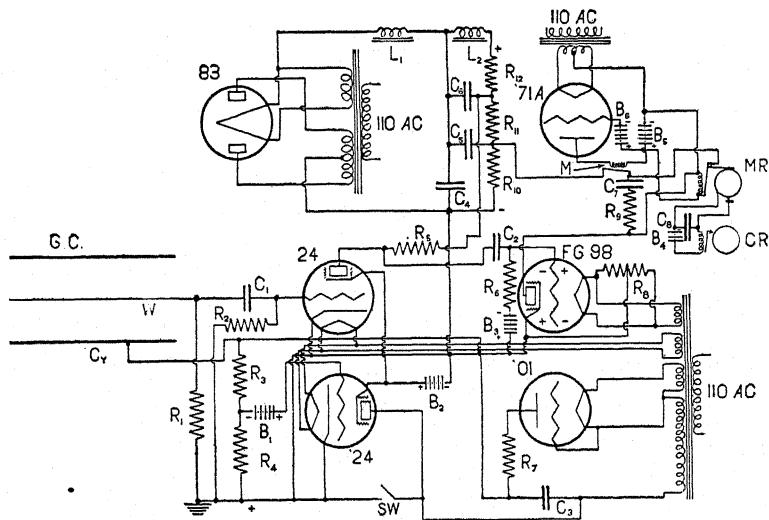 110 AC
83
L₁
L₂
+
R₁₂
'71A
C₆
R₁₁
B₆
B₅
110 AC
C₅
M
MR
R₁₀
C₇
C₄
-
R₉
C₈
B₄
CR
G.C.
24
R₅
C₂
FG 98
W
C₁
R₂
R₆
- +
R₈
B₃
+ -
C Y
R₃
'01
110 AC
R₁
- B₁ +
+ - B₂
R₄
'24
R₇
+
SW
C₃